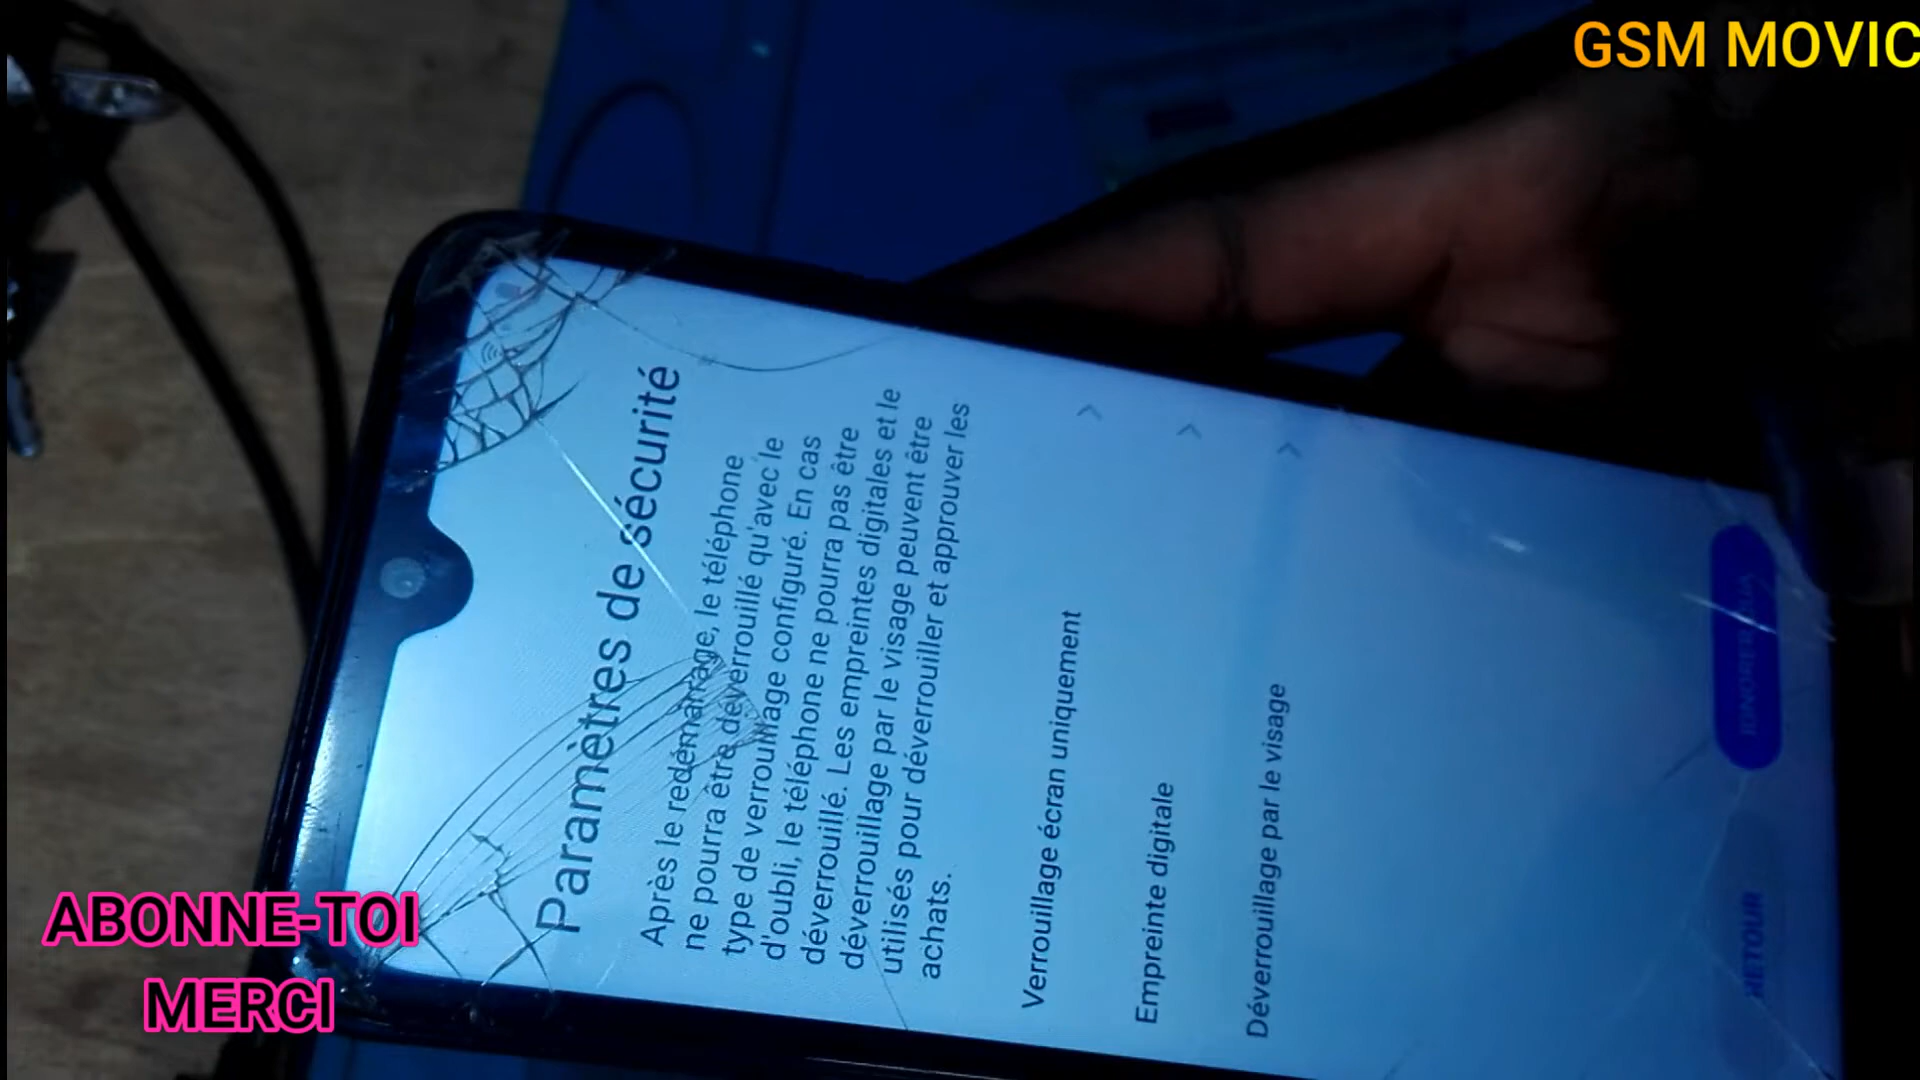 GSM MOVIC
Paramètres de sécurité
Après le redémarrage, le téléphone
ne pourra être déverrouillé qu'avec le
type de verrouillage configuré. En cas
d'oubli, le téléphone ne pourra pas être
déverrouillé. Les empreintes digitales et le
déverrouillage par le visage peuvent être
utilisés pour déverrouiller et approuver les
achats.
Verrouillage écran uniquement
Empreinte digitale
Déverrouillage par le visage
RETOUR
ABONNE-TOI
MERCI